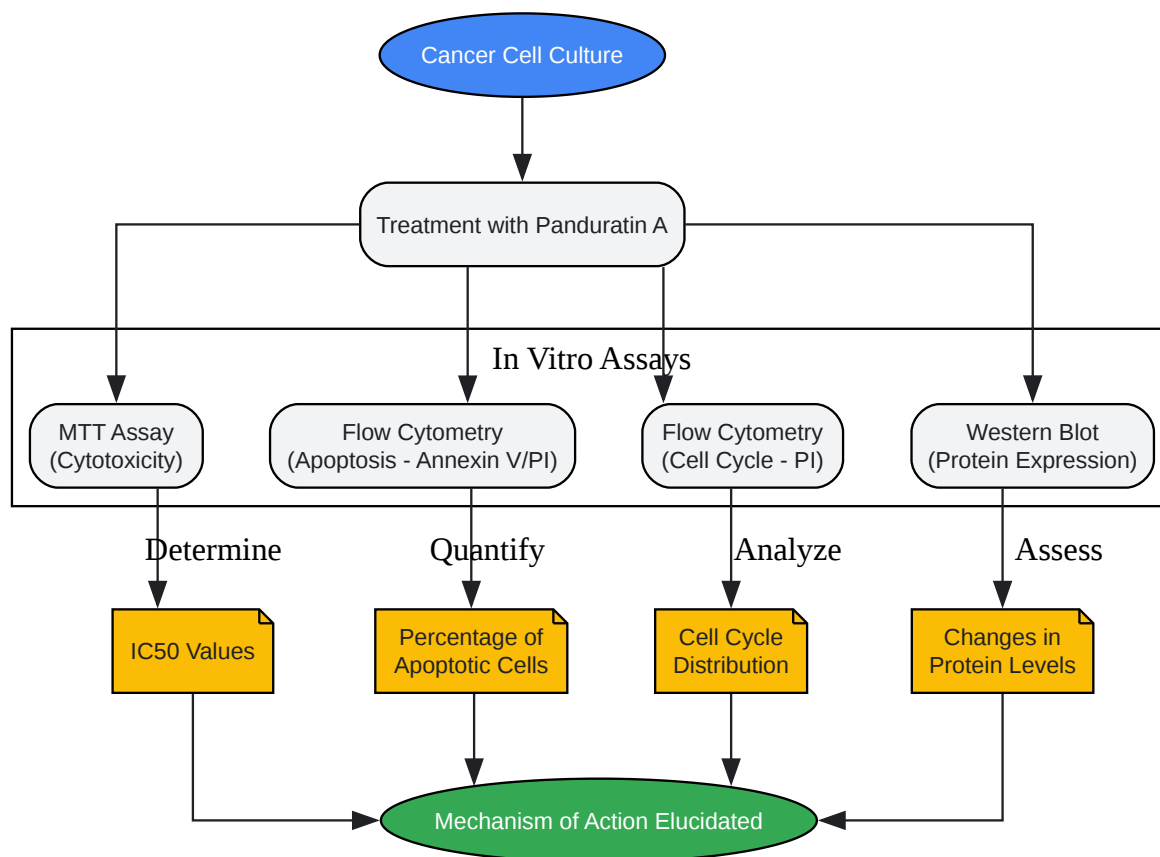 Cancer Cell Culture
Treatment with Panduratin A
In Vitro Assays
MTT Assay
(Cytotoxicity)
Flow Cytometry
(Apoptosis - Annexin V/PI)
Flow Cytometry
(Cell Cycle - PI)
Western Blot
(Protein Expression)
Determine
Quantify
Analyze
Assess
IC50 Values
Percentage of
Apoptotic Cells
Cell Cycle
Distribution
Changes in
Protein Levels
Mechanism of Action Elucidated